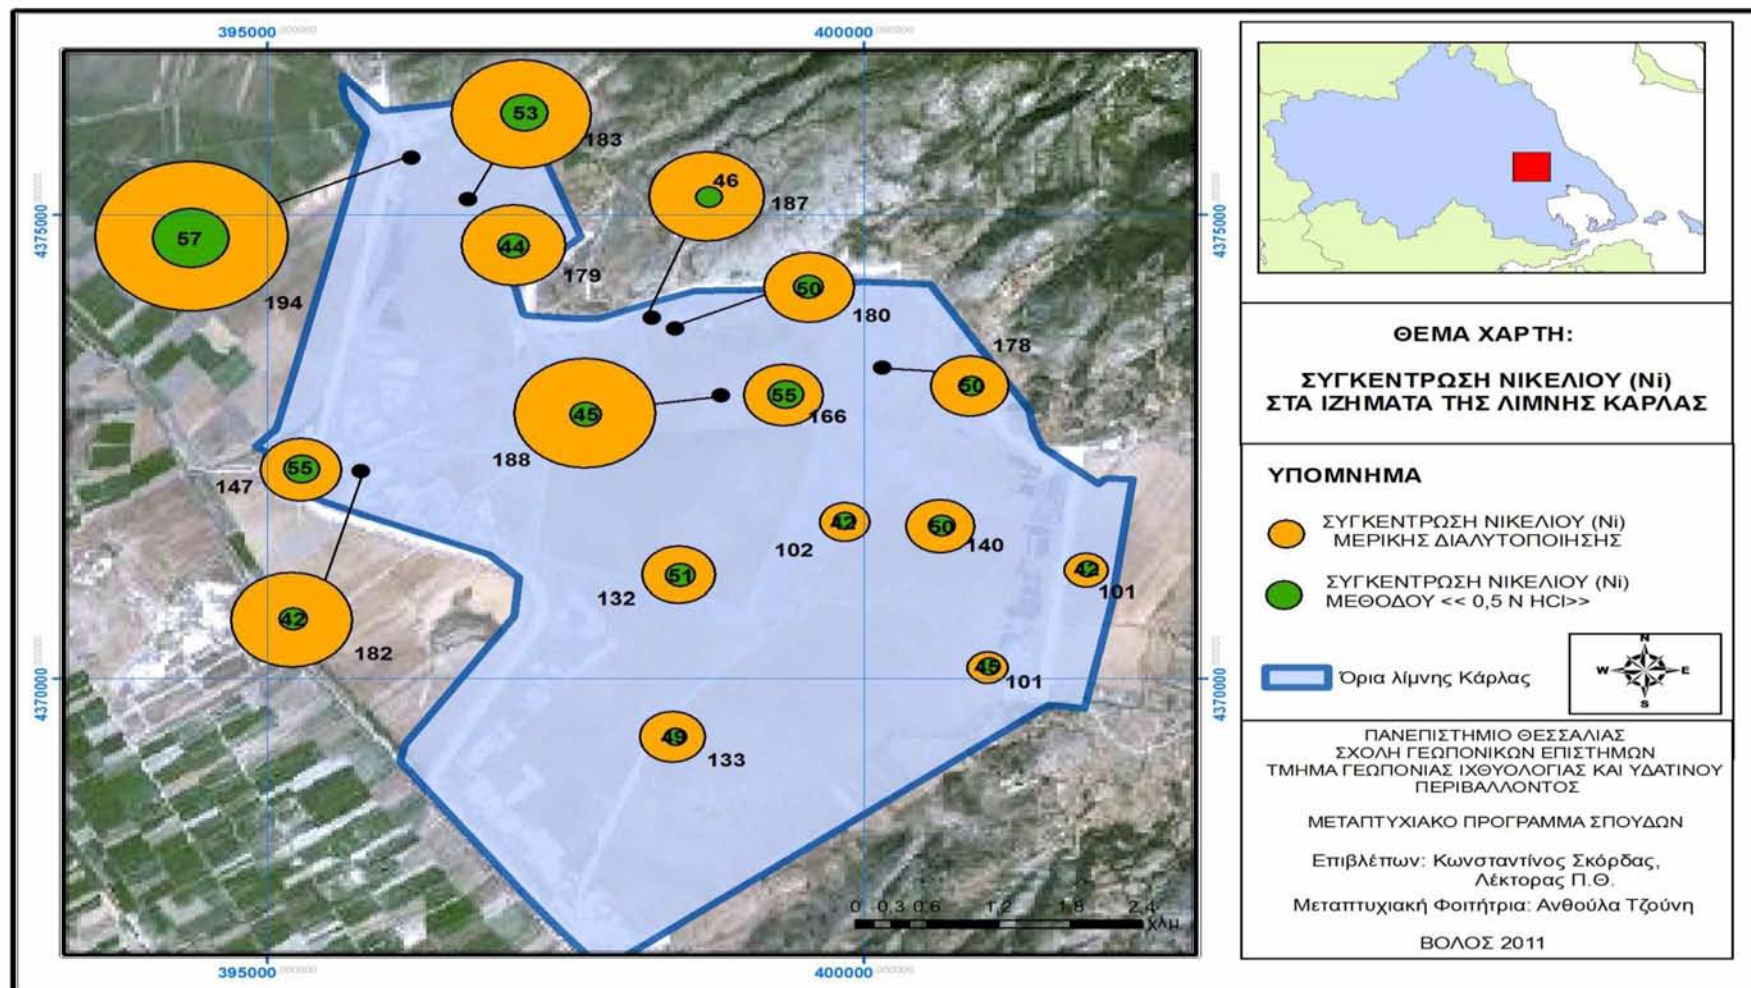 395000
400000
53
183
46
187
4375000
4375000
57
44
179
194
50
180
178
50
55
166
45
188
55
147
42
102
50
140
51
132
42
101
42
182
45
101
4370000
4370000
49
133
0 0,3 0,6 1,2 1,8 2,4
χλμ
395000
400000
ΘΕΜΑ ΧΑΡΤΗ:
ΣΥΓΚΕΝΤΡΩΣΗ ΝΙΚΕΛΙΟΥ (Ni)
ΣΤΑ ΙΖΗΜΑΤΑ ΤΗΣ ΛΙΜΝΗΣ ΚΑΡΛΑΣ
ΥΠΟΜΝΗΜΑ
ΣΥΓΚΕΝΤΡΩΣΗ ΝΙΚΕΛΙΟΥ (Ni)
ΜΕΡΙΚΗΣ ΔΙΑΛΥΤΟΠΟΙΗΣΗΣ
ΣΥΓΚΕΝΤΡΩΣΗ ΝΙΚΕΛΙΟΥ (Ni)
ΜΕΘΟΔΟΥ << 0,5 N HCl>>
Όρια λίμνης Κάρλας
N
W E
S
ΠΑΝΕΠΙΣΤΗΜΙΟ ΘΕΣΣΑΛΙΑΣ
ΣΧΟΛΗ ΓΕΩΠΟΝΙΚΩΝ ΕΠΙΣΤΗΜΩΝ
ΤΜΗΜΑ ΓΕΩΠΟΝΙΑΣ ΙΧΘΥΟΛΟΓΙΑΣ ΚΑΙ ΥΔΑΤΙΝΟΥ
ΠΕΡΙΒΑΛΛΟΝΤΟΣ
ΜΕΤΑΠΤΥΧΙΑΚΟ ΠΡΟΓΡΑΜΜΑ ΣΠΟΥΔΩΝ
Επιβλέπων: Κωνσταντίνος Σκόρδας,
Λέκτορας Π.Θ.
Μεταπτυχιακή Φοιτήτρια: Ανθούλα Τζούνη
ΒΟΛΟΣ 2011